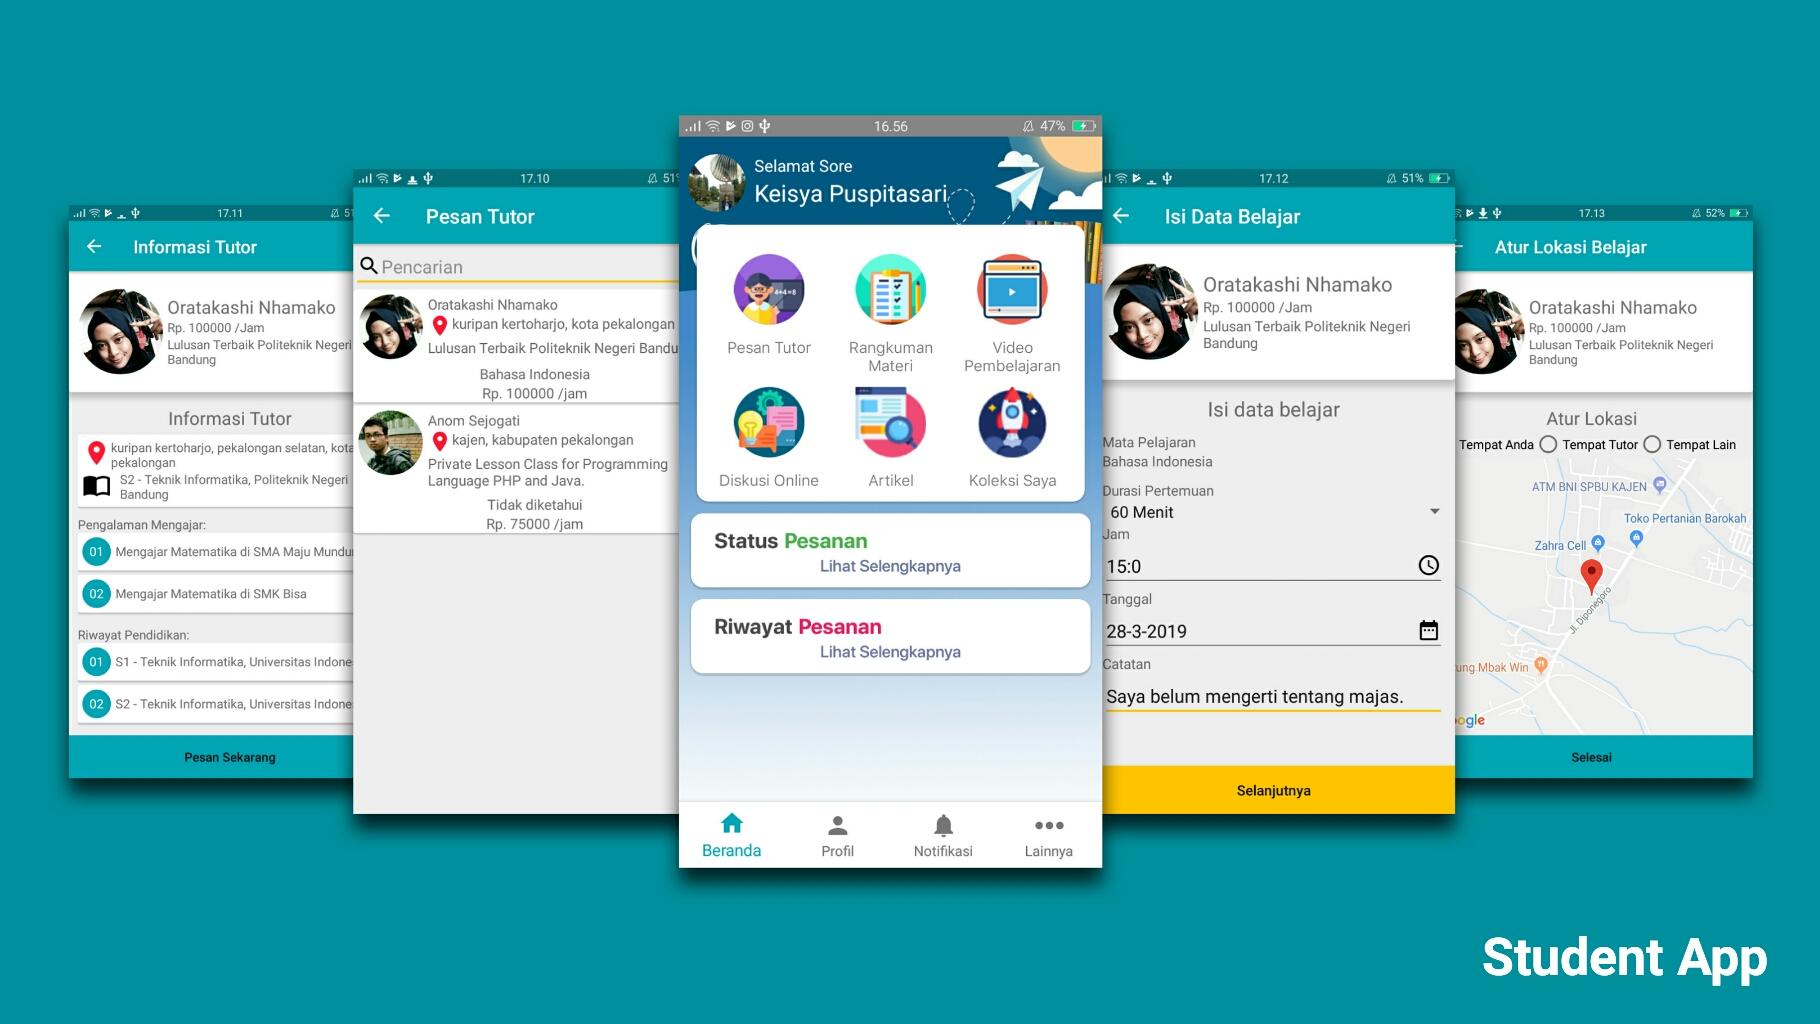 17.11
51
Informasi Tutor
Oratakashi Nhamako
Rp. 100000 /Jam
Lulusan Terbaik Politeknik Negeri
Bandung
Informasi Tutor
kuripan kertoharjo, pekalongan selatan, kota
pekalongan
S2 - Teknik Informatika, Politeknik Negeri
Bandung
Pengalaman Mengajar:
01 Mengajar Matematika di SMA Maju Mundu
02 Mengajar Matematika di SMK Bisa
Riwayat Pendidikan:
01 S1 - Teknik Informatika, Universitas Indone
02 S2 - Teknik Informatika, Universitas Indone
Pesan Sekarang
17.10
51
Pesan Tutor
Pencarian
Oratakashi Nhamako
kuripan kertoharjo, kota pekalongan
Lulusan Terbaik Politeknik Negeri Bandu
Bahasa Indonesia
Rp. 100000 /jam
Anom Sejogati
kajen, kabupaten pekalongan
Private Lesson Class for Programming
Language PHP and Java.
Tidak diketahui
Rp. 75000 /jam
16.56
47%
Selamat Sore
Keisya Puspitasari
4+4=8
Pesan Tutor
Rangkuman
Materi
Video
Pembelajaran
Diskusi Online
Artikel
Koleksi Saya
Status Pesanan
Lihat Selengkapnya
Riwayat Pesanan
Lihat Selengkapnya
Beranda
Profil
Notifikasi
Lainnya
17.12
51%
Isi Data Belajar
Oratakashi Nhamako
Rp. 100000 /Jam
Lulusan Terbaik Politeknik Negeri
Bandung
Isi data belajar
Mata Pelajaran
Bahasa Indonesia
Durasi Pertemuan
60 Menit
Jam
15:0
Tanggal
28-3-2019
Catatan
Saya belum mengerti tentang majas.
Selanjutnya
17.13
52%
Atur Lokasi Belajar
Oratakashi Nhamako
Rp. 100000 /Jam
Lulusan Terbaik Politeknik Negeri
Bandung
Atur Lokasi
Tempat Anda Tempat Tutor Tempat Lain
ATM BNI SPBU KAJEN
Toko Pertanian Barokah
Zahra Cell
Jl. Diponegoro
ung Mbak Win
ogle
Selesai
Student App